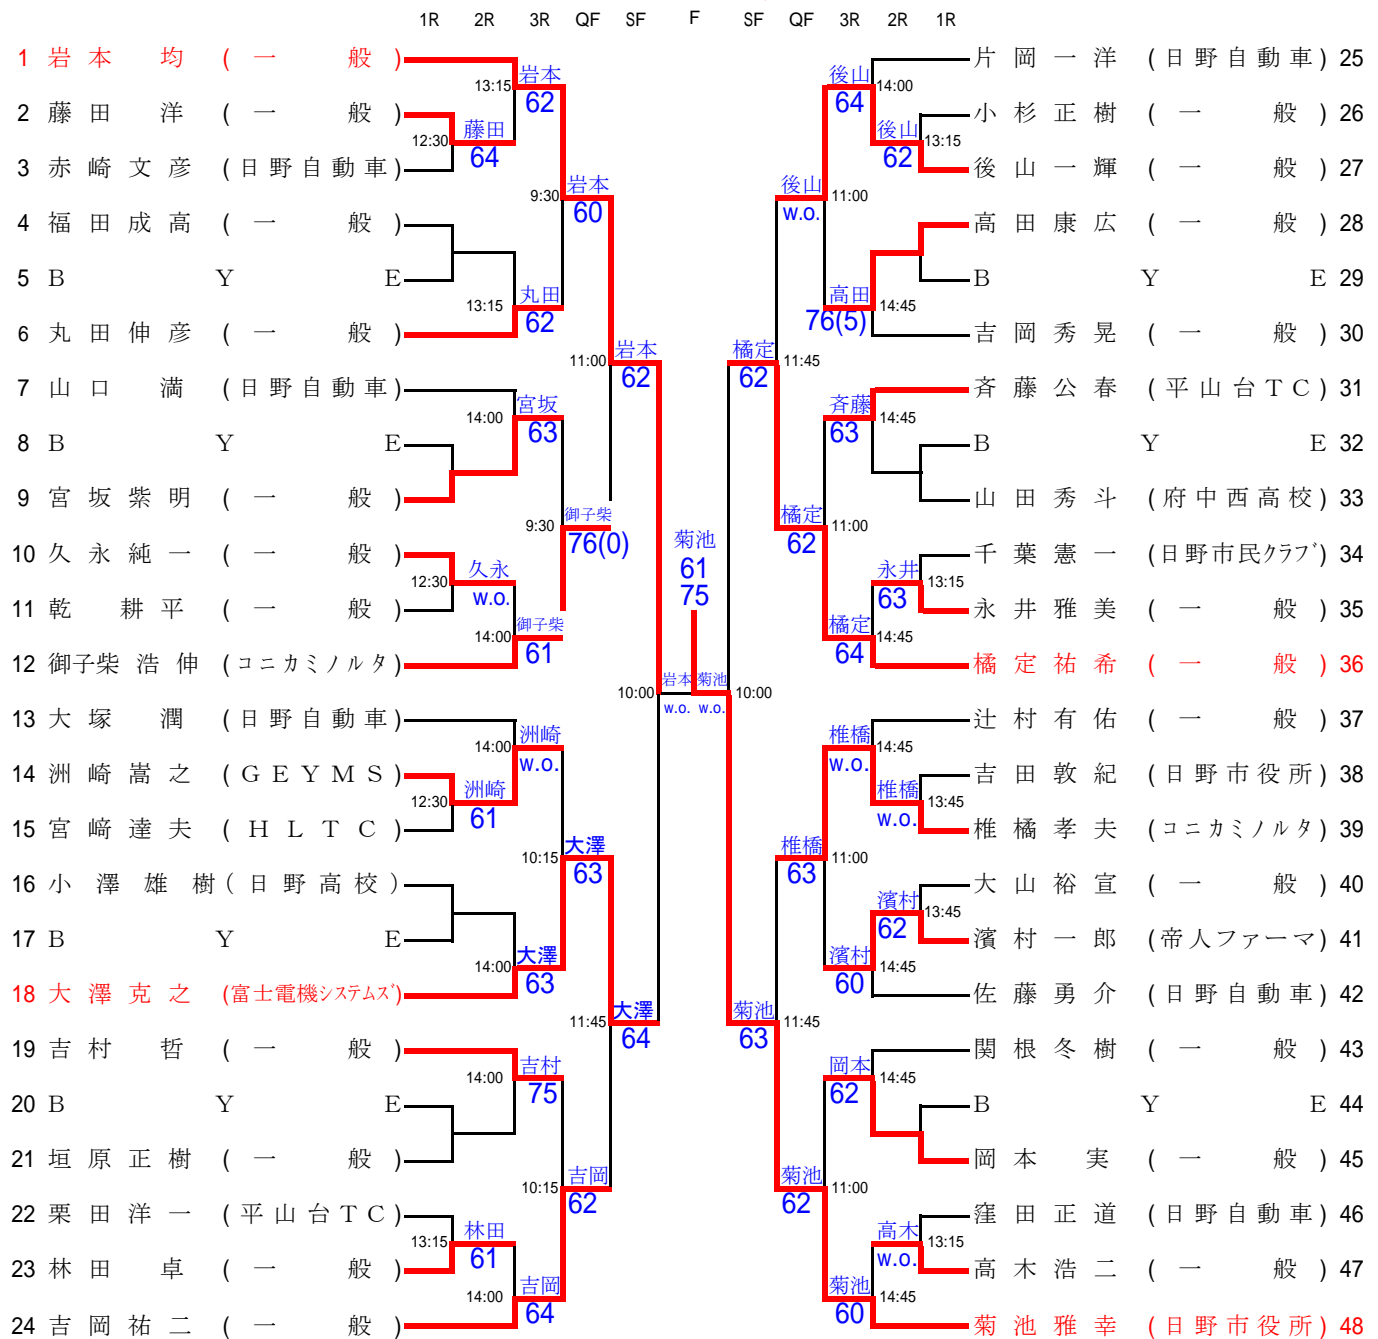 1R 2R 3R QF SF F SF QF 3R 2R 1R
1 岩本 均 (一般)
2 藤田 洋 (一般)
3 赤崎文彦 (日野自動車)
4 福田成高 (一般)
5 BYE
6 丸田伸彦 (一般)
7 山口 満 (日野自動車)
8 BYE
9 宮坂紫明 (一般)
10 久永純一 (一般)
11 乾 耕平 (一般)
12 御子柴浩伸 (コニカミノルタ)
13 大塚 潤 (日野自動車)
14 洲崎嵩之 (GEYMS)
15 宮﨑達夫 (HLTC)
16 小澤雄樹 (日野高校)
17 BYE
18 大澤克之 (富士電機システムズ)
19 吉村 哲 (一般)
20 BYE
21 垣原正樹 (一般)
22 栗田洋一 (平山台TC)
23 林田 卓 (一般)
24 吉岡祐二 (一般)
12:30
藤田
64
12:30
久永
w.o.
12:30
洲崎
61
13:15
林田
61
13:15
岩本
62
13:15
丸田
62
14:00
宮坂
63
14:00
御子柴
61
14:00
洲崎
w.o.
14:00
大澤
63
14:00
吉村
75
14:00
吉岡
64
9:30
岩本
60
9:30
御子柴
76(0)
10:15
大澤
63
10:15
吉岡
62
11:00
岩本
62
11:45
大澤
64
10:00
岩本
w.o.
菊池
61
75
菊池
w.o.
10:00
橘定
62
11:45
菊池
63
11:45
後山
w.o.
11:00
橘定
62
11:00
椎橋
63
11:00
菊池
62
11:00
後山
64
14:00
高田
76(5)
14:45
斉藤
63
14:45
橘定
64
14:45
椎橋
w.o.
14:45
濱村
60
14:45
岡本
62
14:45
菊池
60
14:45
後山
62
13:15
永井
63
13:15
椎橋
w.o.
13:45
濱村
62
13:45
高木
w.o.
13:15
片岡一洋 (日野自動車) 25
小杉正樹 (一般) 26
後山一輝 (一般) 27
高田康広 (一般) 28
BYE 29
吉岡秀晃 (一般) 30
斉藤公春 (平山台TC) 31
BYE 32
山田秀斗 (府中西高校) 33
千葉憲一 (日野市民クラブ) 34
永井雅美 (一般) 35
橘定祐希 (一般) 36
辻村有佑 (一般) 37
吉田敦紀 (日野市役所) 38
椎橋孝夫 (コニカミノルタ) 39
大山裕宣 (一般) 40
濱村一郎 (帝人ファーマ) 41
佐藤勇介 (日野自動車) 42
関根冬樹 (一般) 43
BYE 44
岡本 実 (一般) 45
窪田正道 (日野自動車) 46
高木浩二 (一般) 47
菊池雅幸 (日野市役所) 48